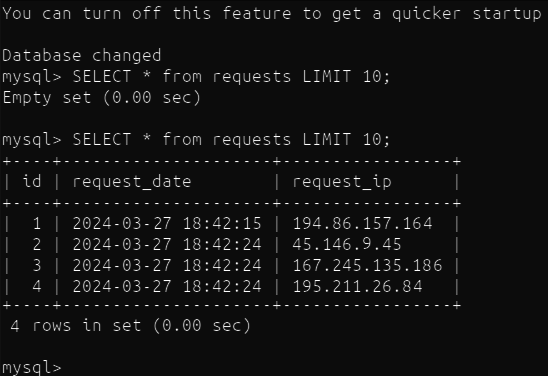 You can turn off this feature to get a quicker startup
Database changed
mysql> SELECT * from requests LIMIT 10;
Empty set (0.00 sec)
mysql> SELECT * from requests LIMIT 10;
+----+---------------------+-----------------+
| id | request_date        | request_ip      |
+----+---------------------+-----------------+
|  1 | 2024-03-27 18:42:15 | 194.86.157.164  |
|  2 | 2024-03-27 18:42:24 | 45.146.9.45     |
|  3 | 2024-03-27 18:42:24 | 167.245.135.186 |
|  4 | 2024-03-27 18:42:24 | 195.211.26.84   |
+----+---------------------+-----------------+
4 rows in set (0.00 sec)
mysql>